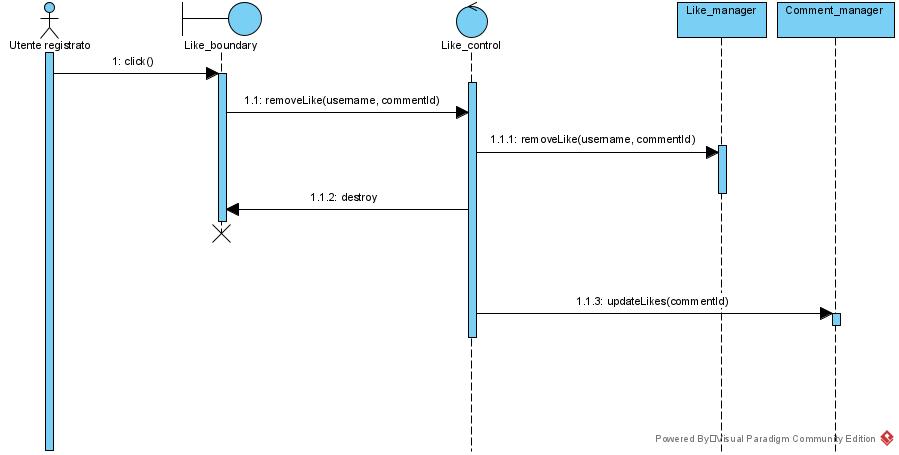 Utente registrato
Like_boundary
Like_control
Like_manager
Comment_manager
1: click()
1.1: removeLike(username, commentId)
1.1.1: removeLike(username, commentId)
1.1.2: destroy
1.1.3: updateLikes(commentId)
Powered By Visual Paradigm Community Edition